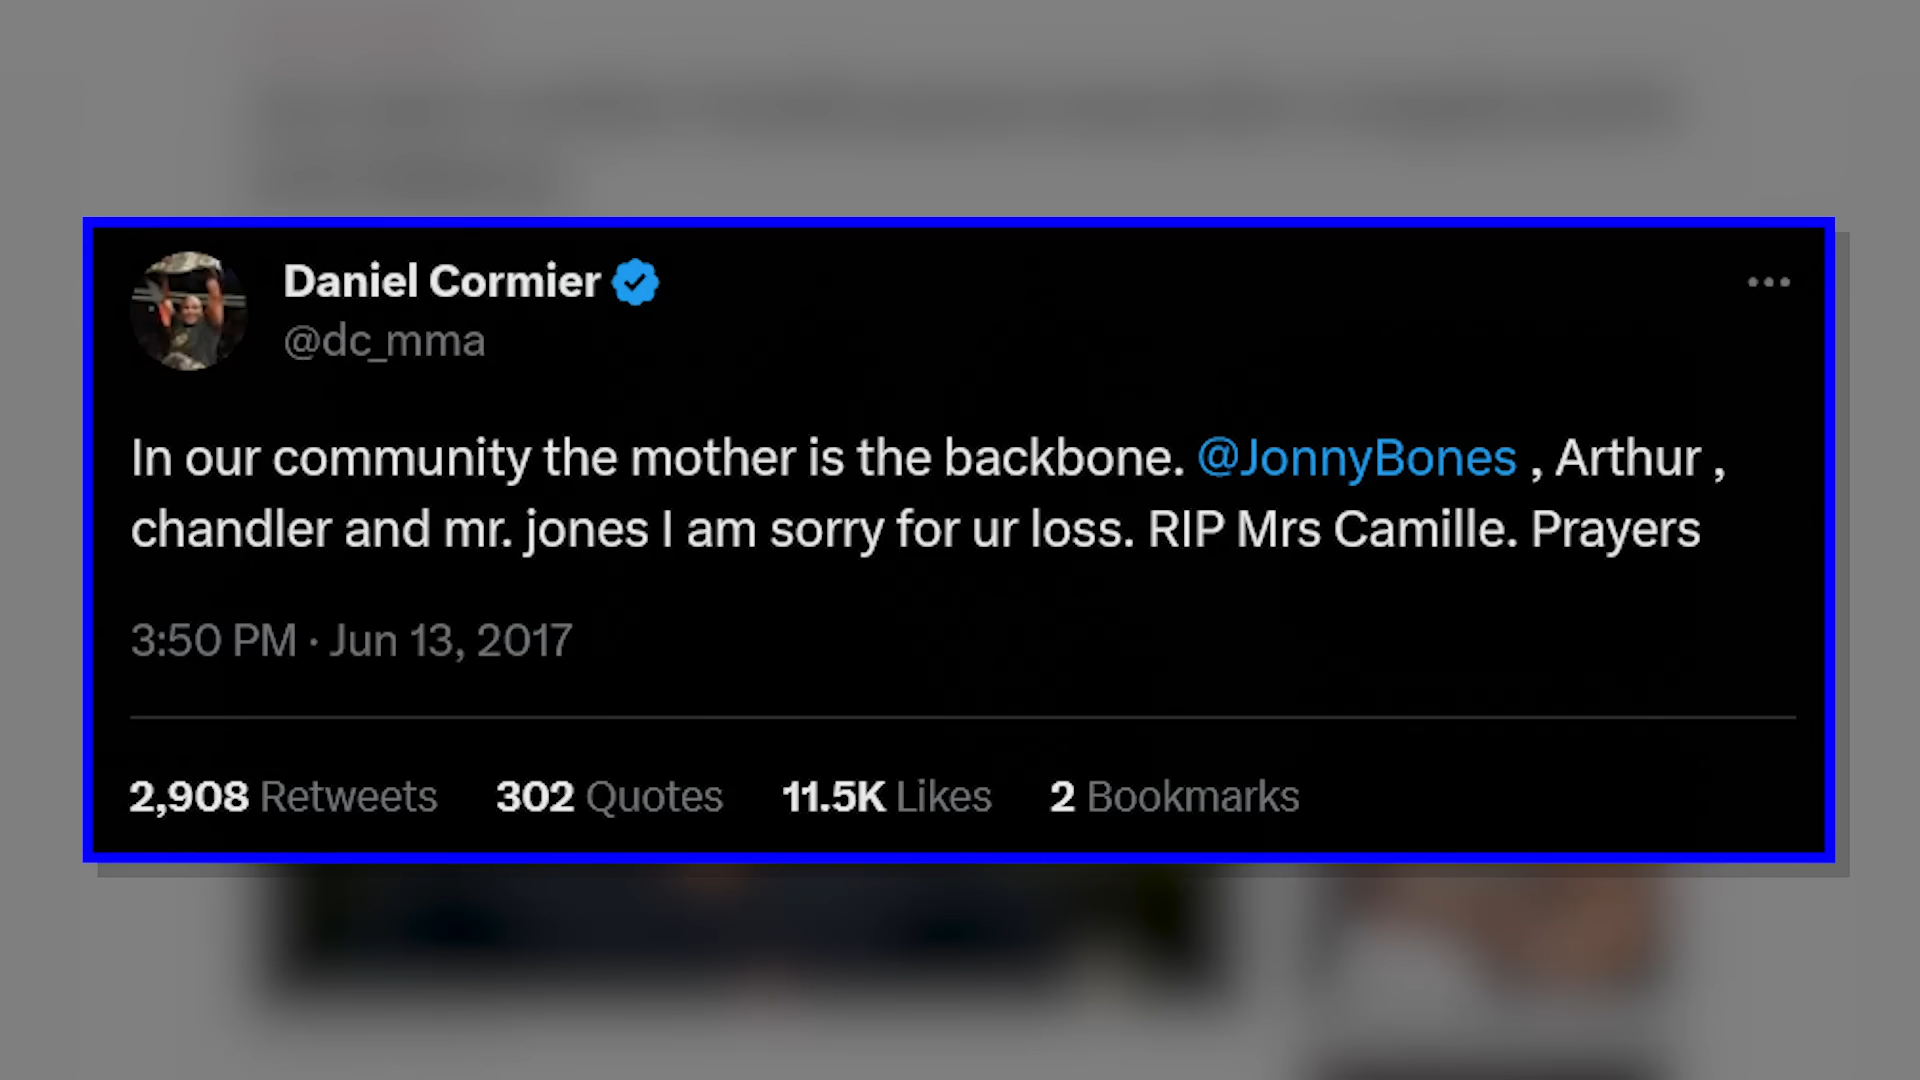 Daniel Cormier
@dc_mma
In our community the mother is the backbone. @JonnyBones , Arthur ,
chandler and mr. jones I am sorry for ur loss. RIP Mrs Camille. Prayers
3:50 PM · Jun 13, 2017
2,908 Retweets 302 Quotes 11.5K Likes 2 Bookmarks